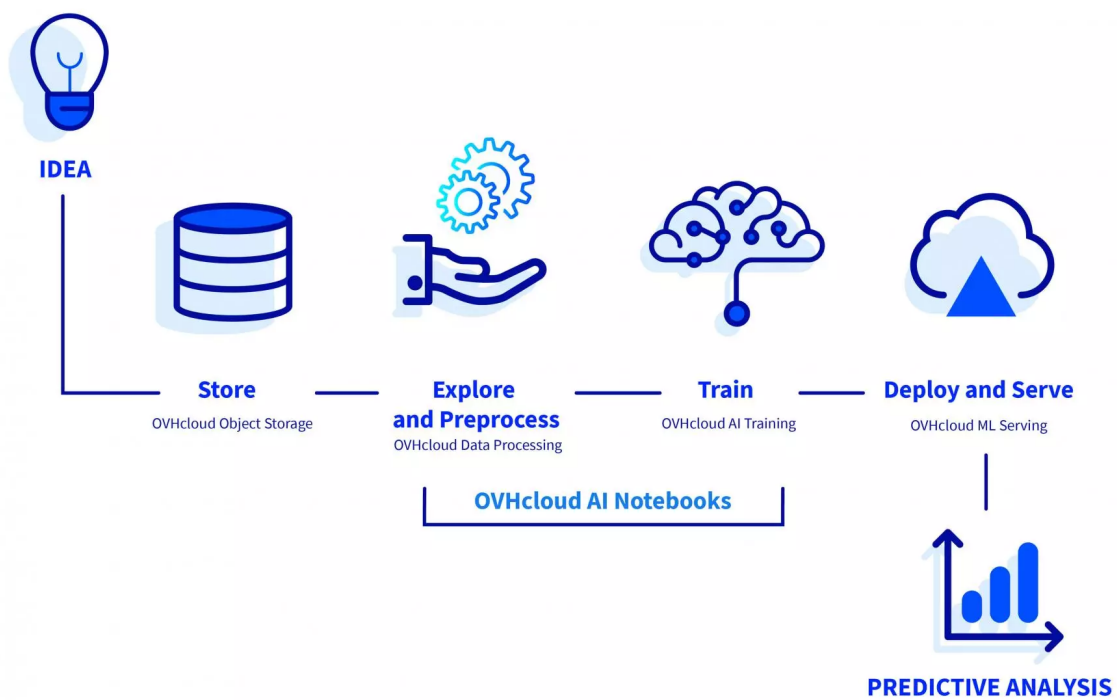 IDEA
Store
OVHcloud Object Storage
Explore
and Preprocess
OVHcloud Data Processing
Train
OVHcloud AI Training
Deploy and Serve
OVHcloud ML Serving
OVHcloud AI Notebooks
PREDICTIVE ANALYSIS